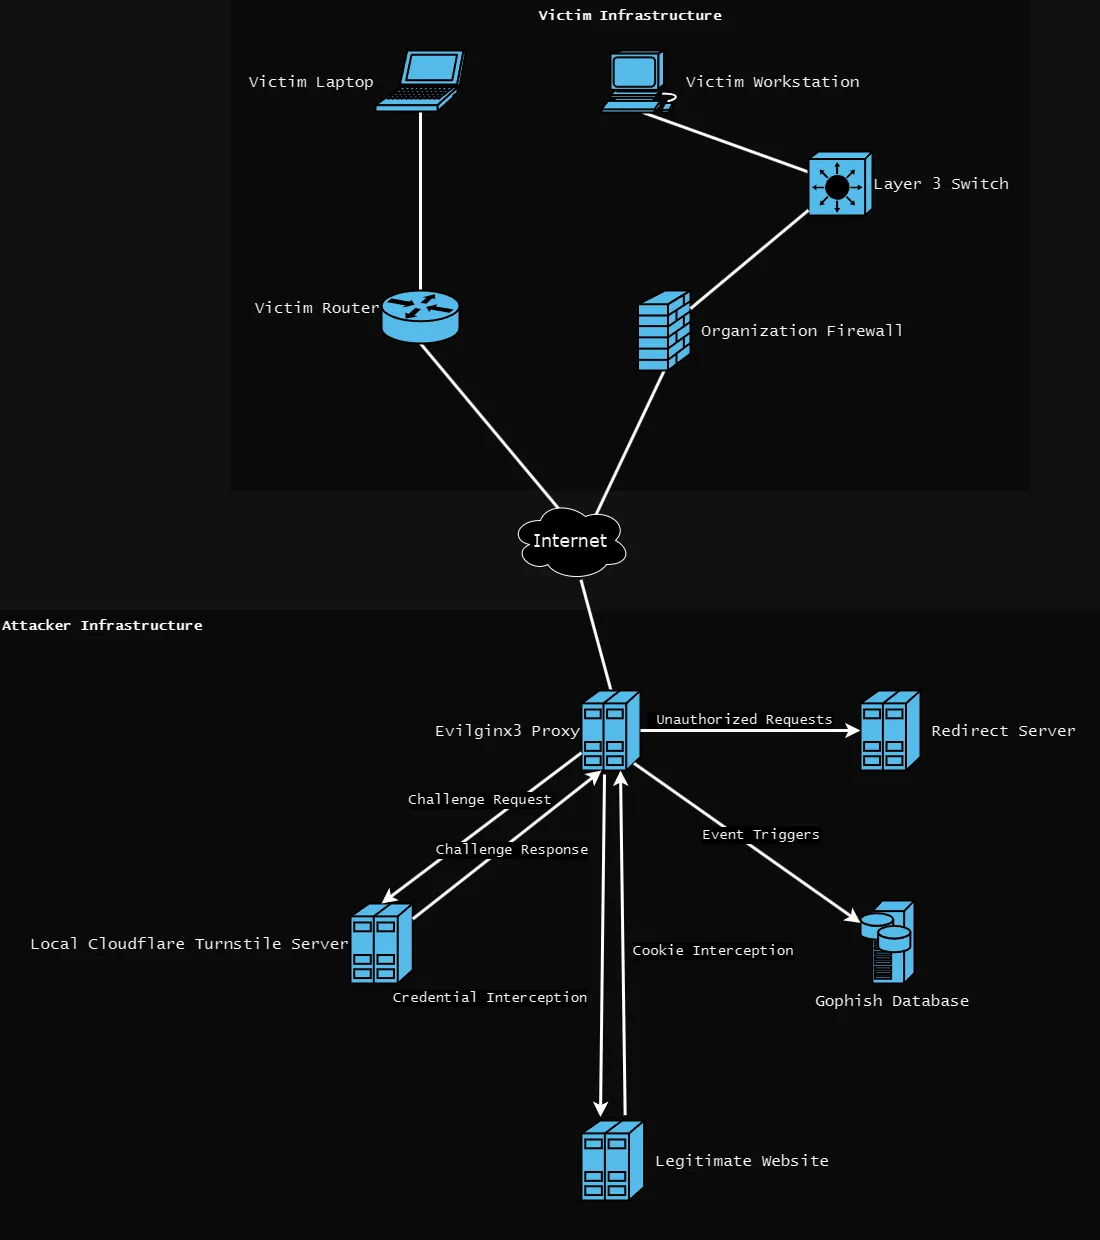 Victim Infrastructure
Victim Laptop
Victim Workstation
Layer 3 Switch
Victim Router
Organization Firewall
Internet
Attacker Infrastructure
Evilginx3 Proxy
Unauthorized Requests
Redirect Server
Challenge Request
Event Triggers
Challenge Response
Local Cloudflare Turnstile Server
Cookie Interception
Credential Interception
Gophish Database
Legitimate Website